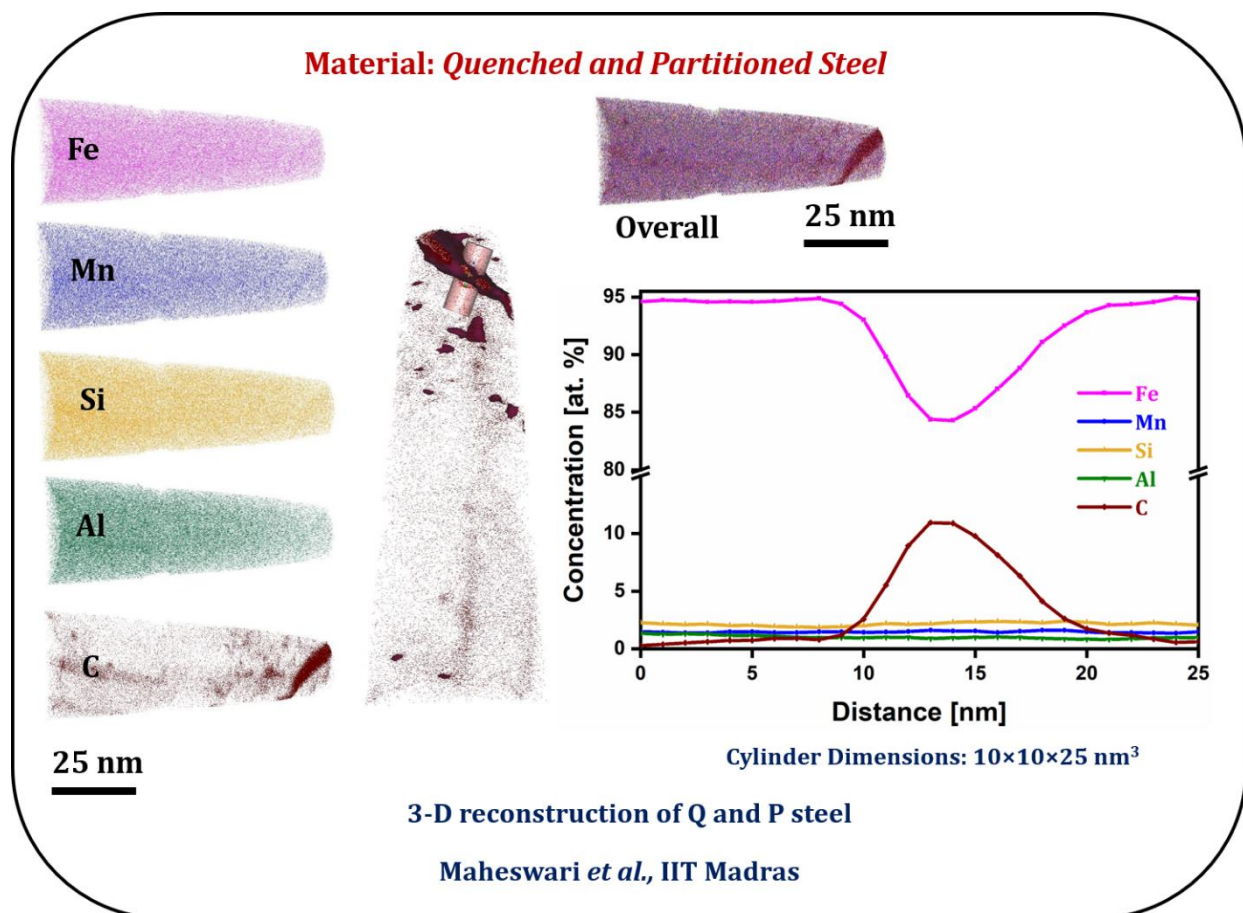 Material: Quenched and Partitioned Steel
Fe
Mn
Si
Al
C
25 nm
Overall
25 nm
Concentration [at. %]
95
90
85
80
10
5
0
Fe
Mn
Si
Al
C
0 5 10 15 20 25
Distance [nm]
Cylinder Dimensions: 10×10×25 nm³
3-D reconstruction of Q and P steel
Maheswari et al., IIT Madras